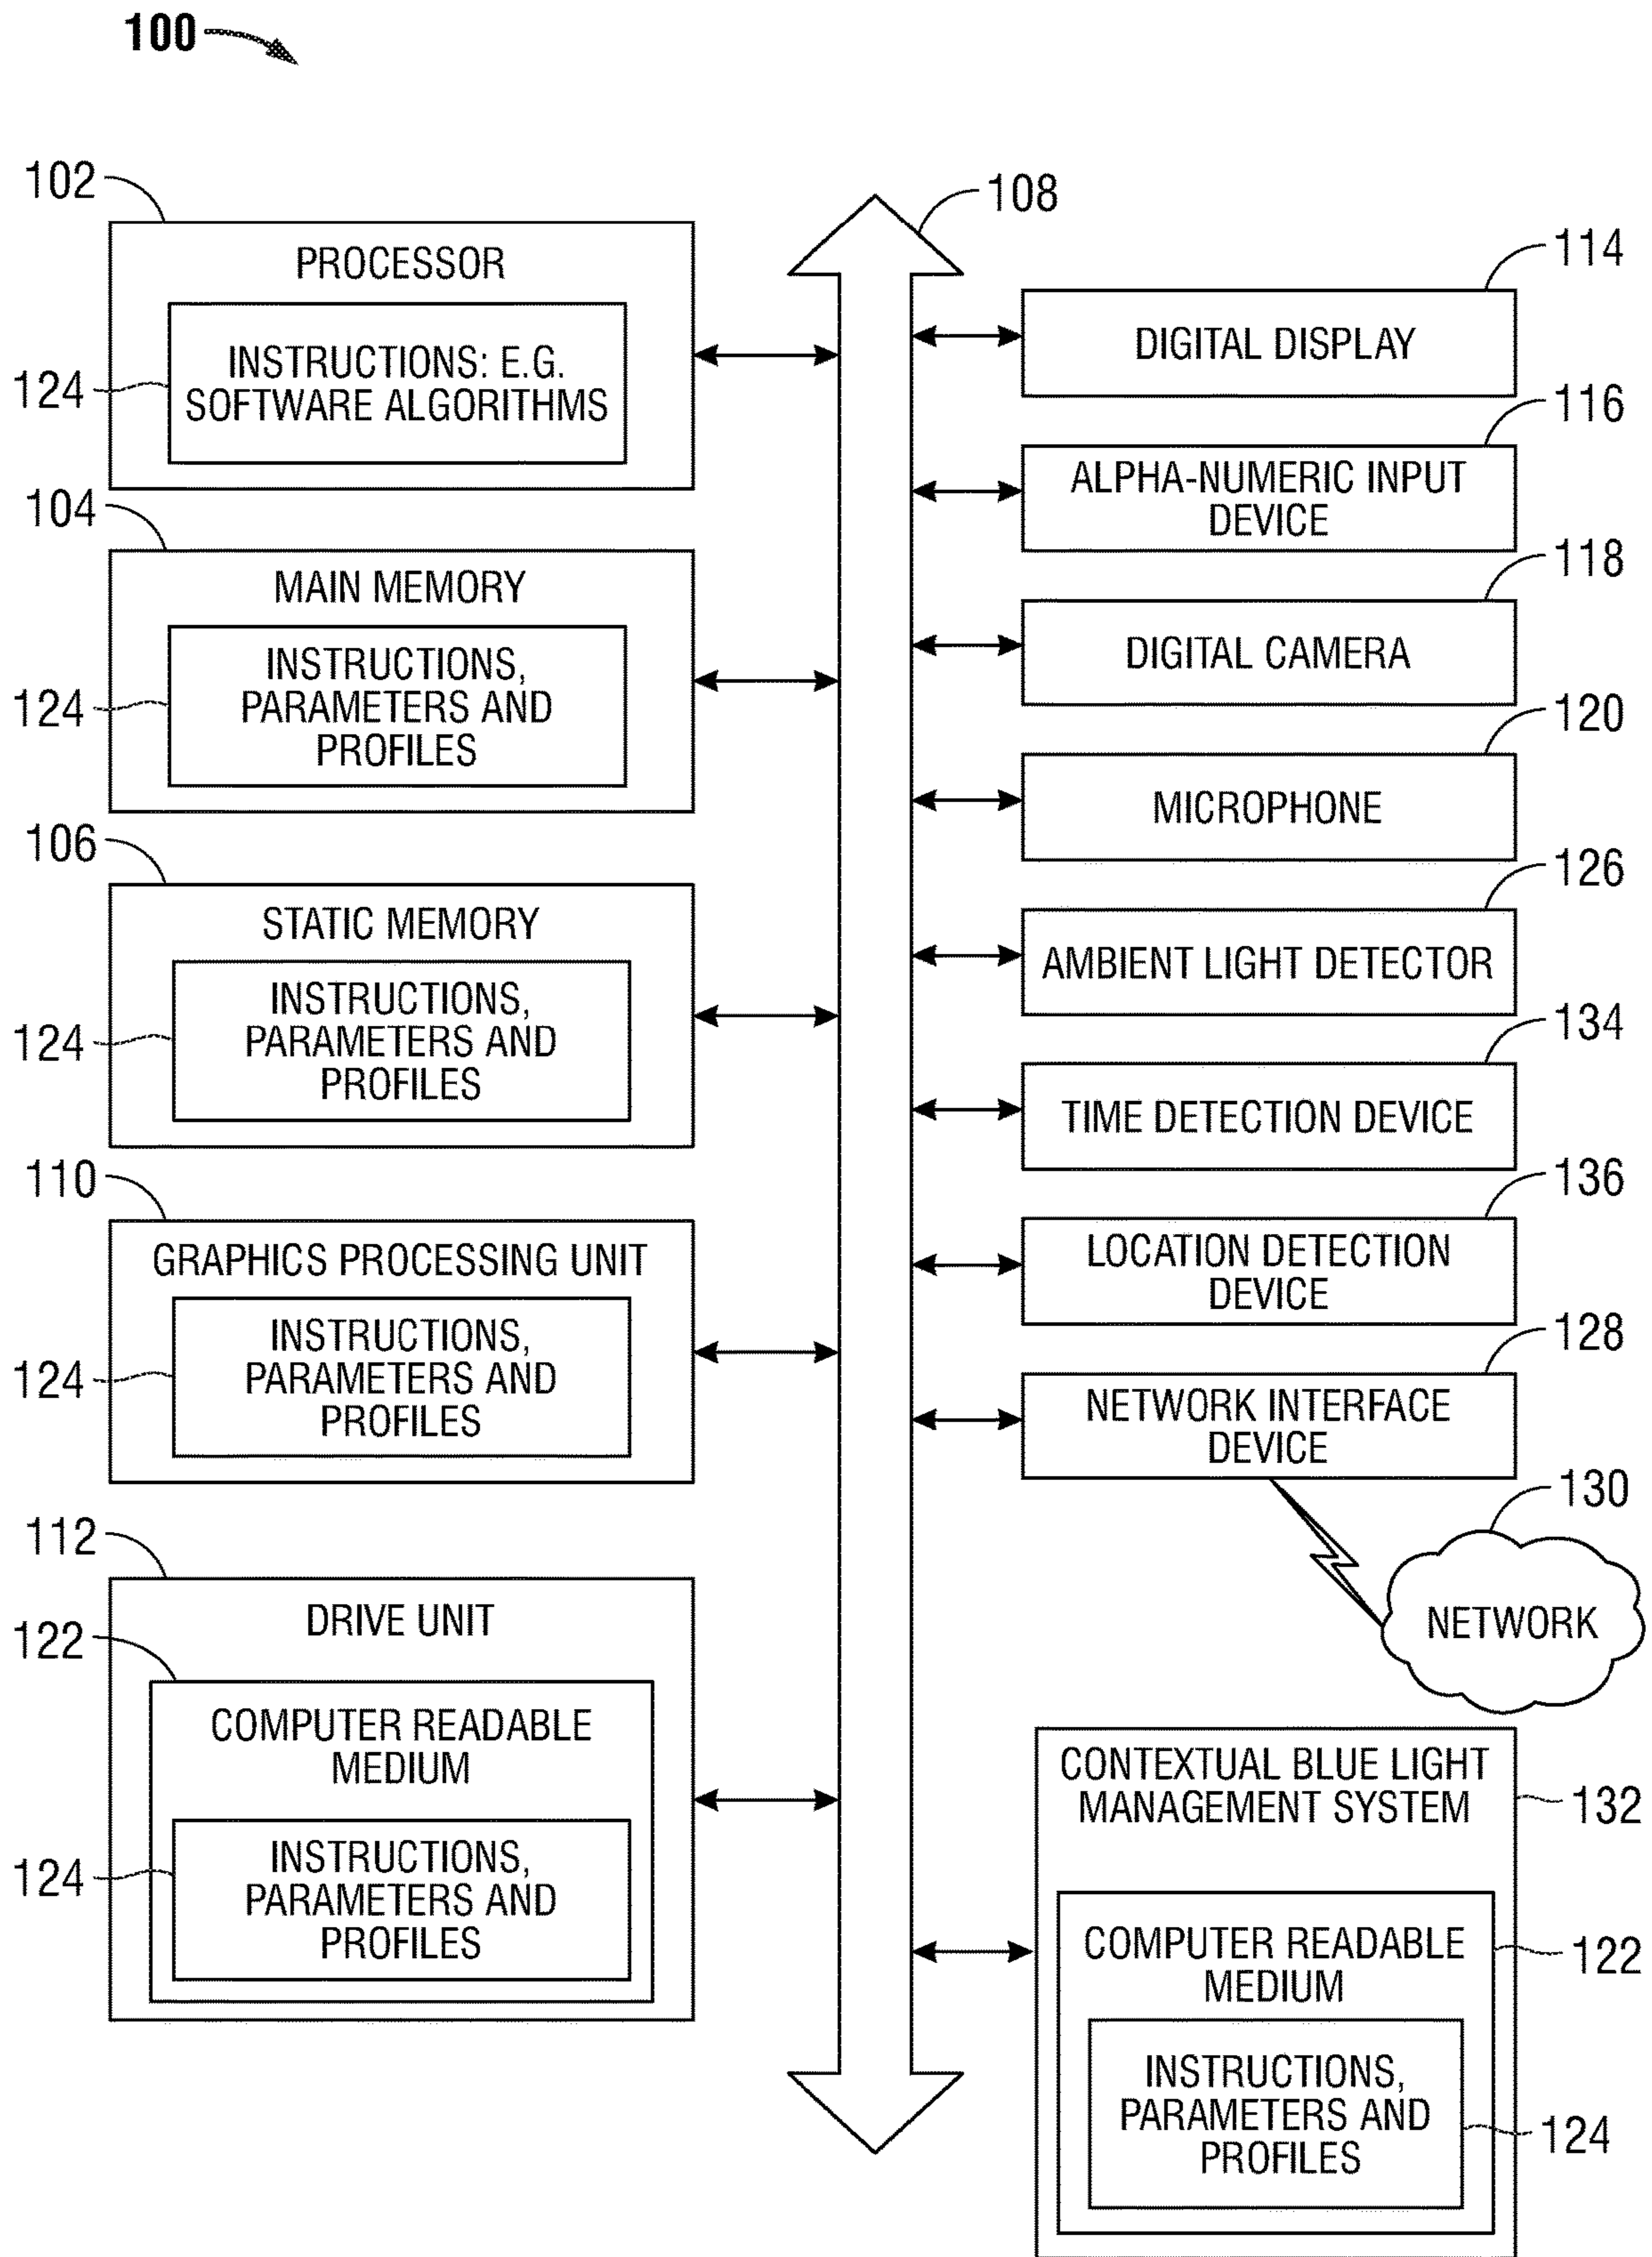 100
102
PROCESSOR
INSTRUCTIONS: E.G.
SOFTWARE ALGORITHMS
124
104
MAIN MEMORY
INSTRUCTIONS,
PARAMETERS AND
PROFILES
124
106
STATIC MEMORY
INSTRUCTIONS,
PARAMETERS AND
PROFILES
124
110
GRAPHICS PROCESSING UNIT
INSTRUCTIONS,
PARAMETERS AND
PROFILES
124
112
DRIVE UNIT
122
COMPUTER READABLE
MEDIUM
INSTRUCTIONS,
PARAMETERS AND
PROFILES
124
108
114
DIGITAL DISPLAY
116
ALPHA-NUMERIC INPUT
DEVICE
118
DIGITAL CAMERA
120
MICROPHONE
126
AMBIENT LIGHT DETECTOR
134
TIME DETECTION DEVICE
136
LOCATION DETECTION
DEVICE
128
NETWORK INTERFACE
DEVICE
130
NETWORK
CONTEXTUAL BLUE LIGHT
MANAGEMENT SYSTEM
132
COMPUTER READABLE
MEDIUM
122
INSTRUCTIONS,
PARAMETERS AND
PROFILES
124